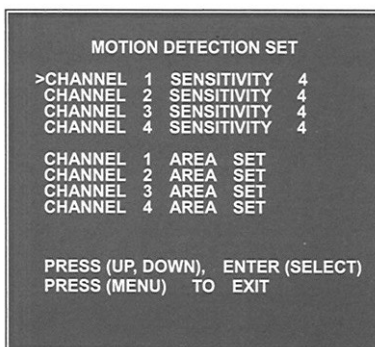 MOTION DETECTION SET
>CHANNEL 1 SENSITIVITY 4
CHANNEL 2 SENSITIVITY 4
CHANNEL 3 SENSITIVITY 4
CHANNEL 4 SENSITIVITY 4
CHANNEL 1 AREA SET
CHANNEL 2 AREA SET
CHANNEL 3 AREA SET
CHANNEL 4 AREA SET
PRESS (UP, DOWN), ENTER (SELECT)
PRESS (MENU) TO EXIT